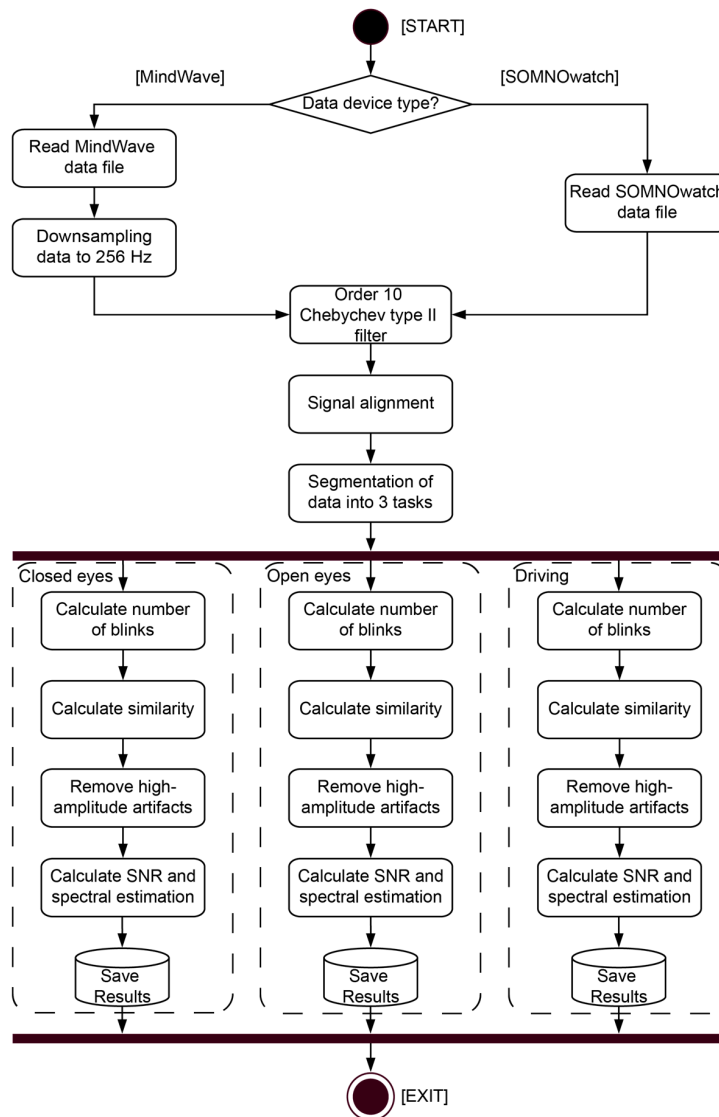 [START]
[MindWave]
[SOMNOwatch]
Data device type?
Read MindWave
data file
Read SOMNOwatch
data file
Downsampling
data to 256 Hz
Order 10
Chebychev type II
filter
Signal alignment
Segmentation of
data into 3 tasks
Closed eyes
Calculate number
of blinks
Calculate similarity
Remove high-
amplitude artifacts
Calculate SNR and
spectral estimation
Save
Results
Open eyes
Calculate number
of blinks
Calculate similarity
Remove high-
amplitude artifacts
Calculate SNR and
spectral estimation
Save
Results
Driving
Calculate number
of blinks
Calculate similarity
Remove high-
amplitude artifacts
Calculate SNR and
spectral estimation
Save
Results
[EXIT]